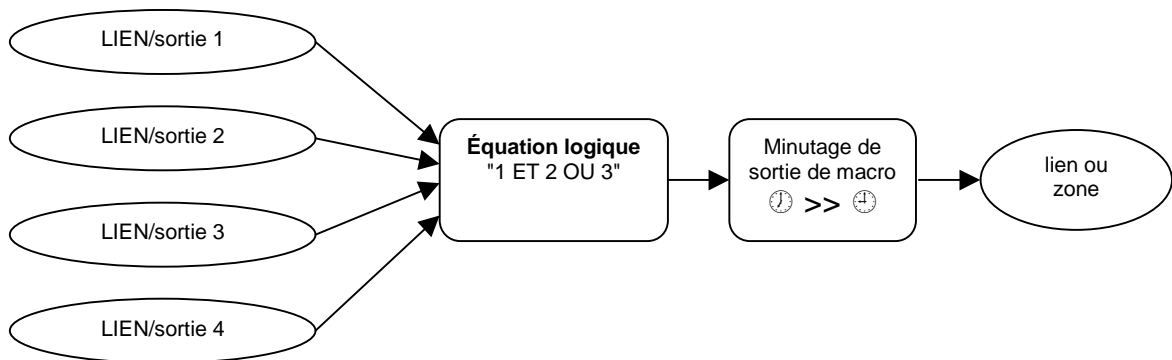 LIEN/sortie 1
LIEN/sortie 2
LIEN/sortie 3
LIEN/sortie 4
Équation logique
"1 ET 2 OU 3"
Minutage de
sortie de macro
🕖 >> 🕘
lien ou
zone